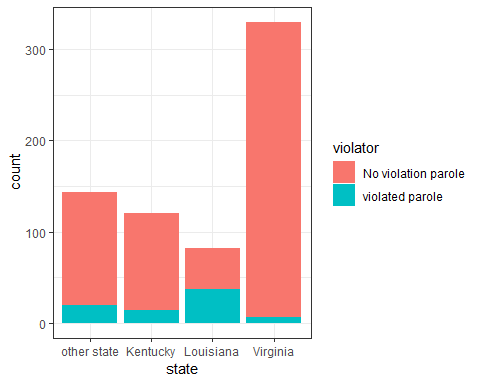 300
200
100
0
count
other state Kentucky Louisiana Virginia
state
violator
No violation parole
violated parole